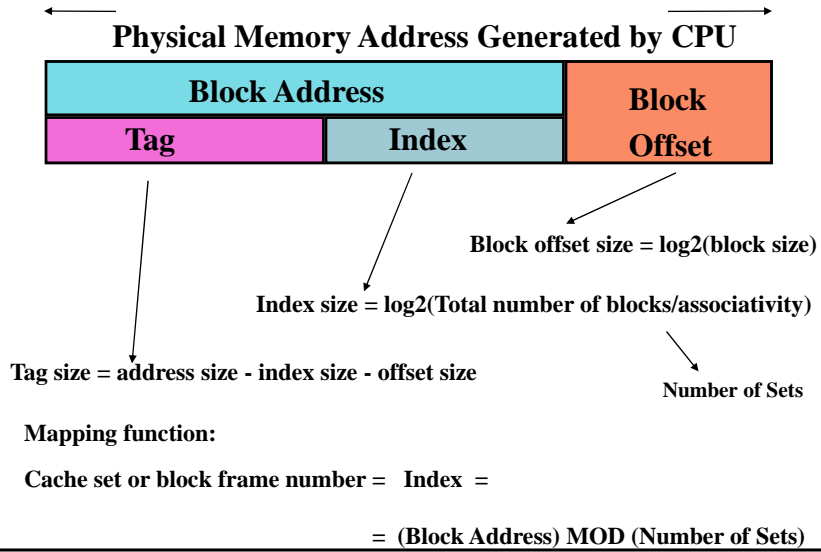 Physical Memory Address Generated by CPU
Block Address
Block
Offset
Tag
Index
Block offset size = log2(block size)
Index size = log2(Total number of blocks/associativity)
Tag size = address size - index size - offset size
Number of Sets
Mapping function:
Cache set or block frame number = Index =
= (Block Address) MOD (Number of Sets)